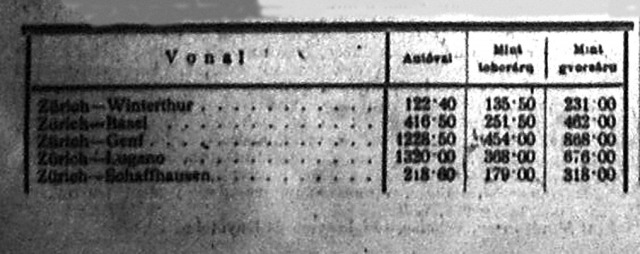 Vonal Autóval Mint teheráru Mint gyorsáru
Zürich—Winterthur 122·40 135·50 231·00
Zürich—Basel 416·50 251·50 462·00
Zürich—Genf 1228·50 454·00 868·00
Zürich—Lugano 1320·00 368·00 676·00
Zürich—Schaffhausen 218·60 179·00 318·00